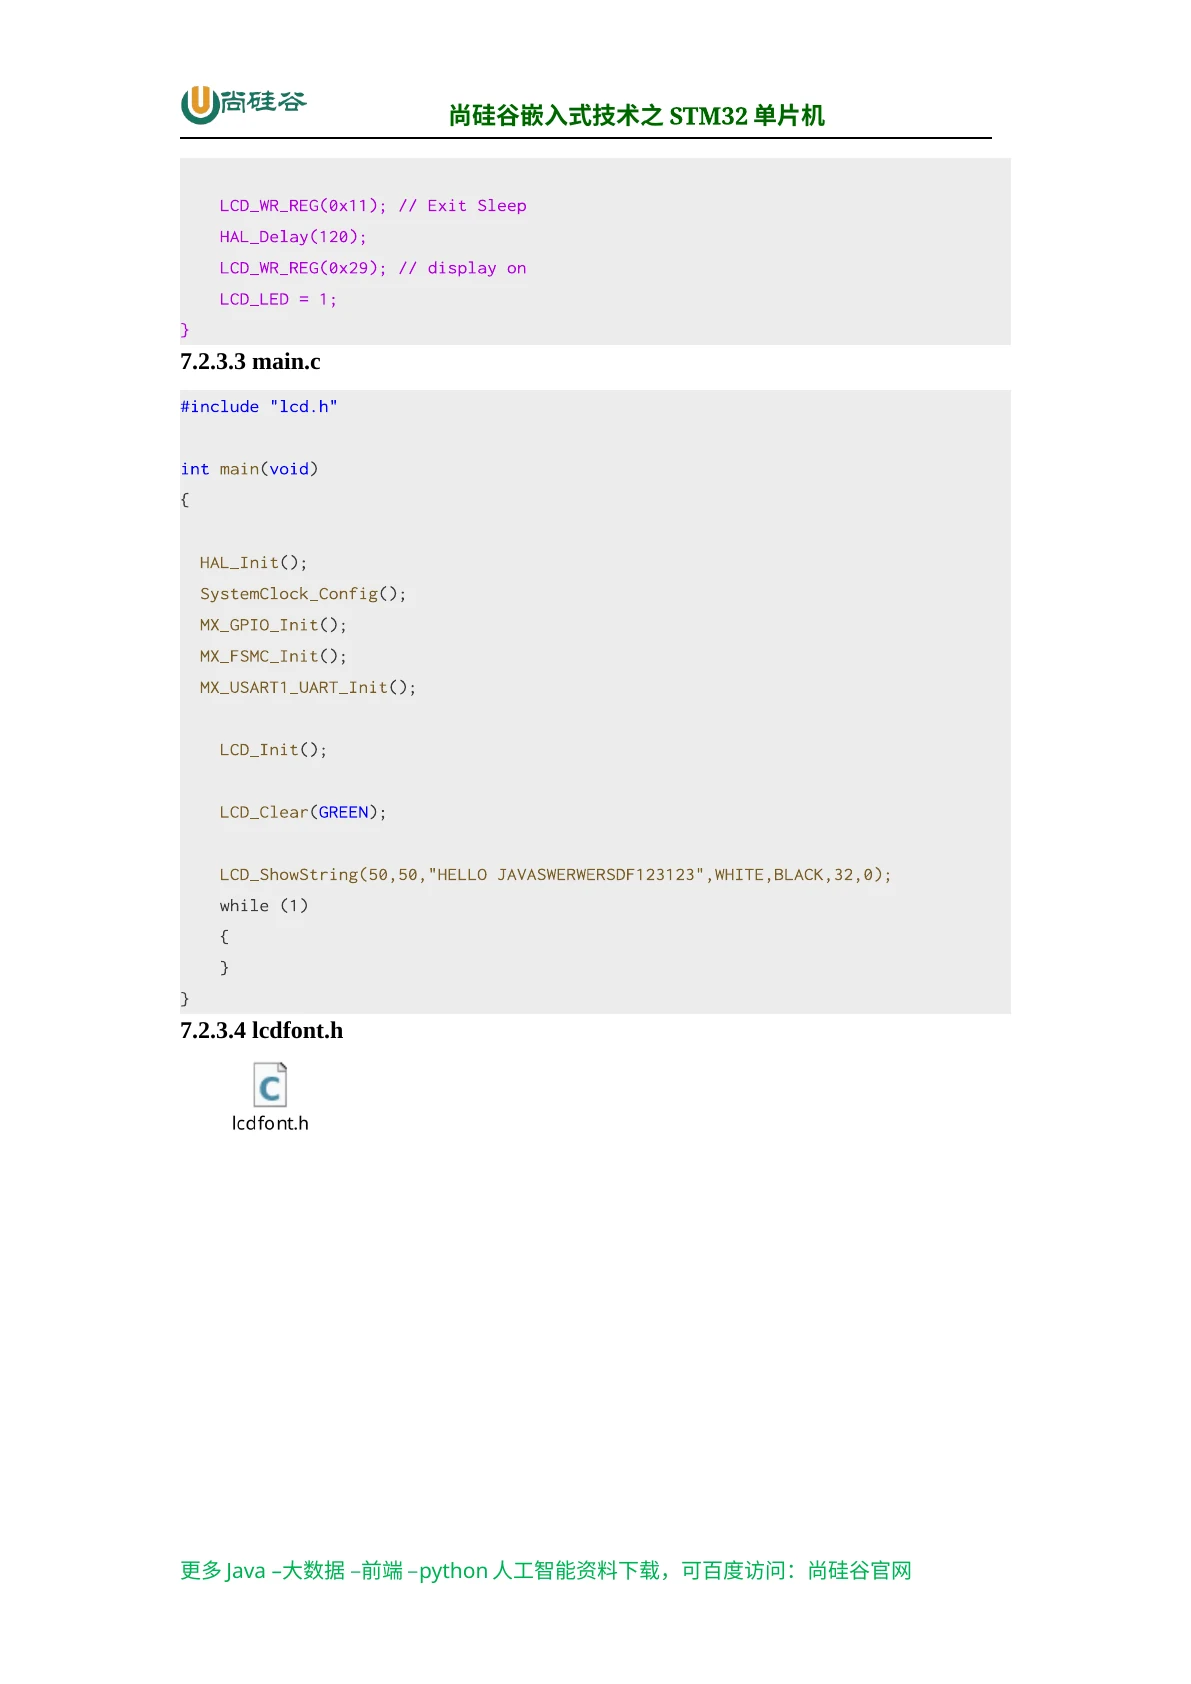 尚硅谷
尚硅谷嵌入式技术之 STM32 单片机
LCD_WR_REG(0x11); // Exit Sleep
HAL_Delay(120);
LCD_WR_REG(0x29); // display on
LCD_LED = 1;
}
7.2.3.3 main.c
#include "lcd.h"
int main(void)
{
HAL_Init();
SystemClock_Config();
MX_GPIO_Init();
MX_FSMC_Init();
MX_USART1_UART_Init();
LCD_Init();
LCD_Clear(GREEN);
LCD_ShowString(50,50,"HELLO JAVASWERWERSDF123123",WHITE,BLACK,32,0);
while (1)
{
}
}
7.2.3.4 lcdfont.h
C
lcdfont.h
更多 Java –大数据 –前端 –python 人工智能资料下载，可百度访问：尚硅谷官网